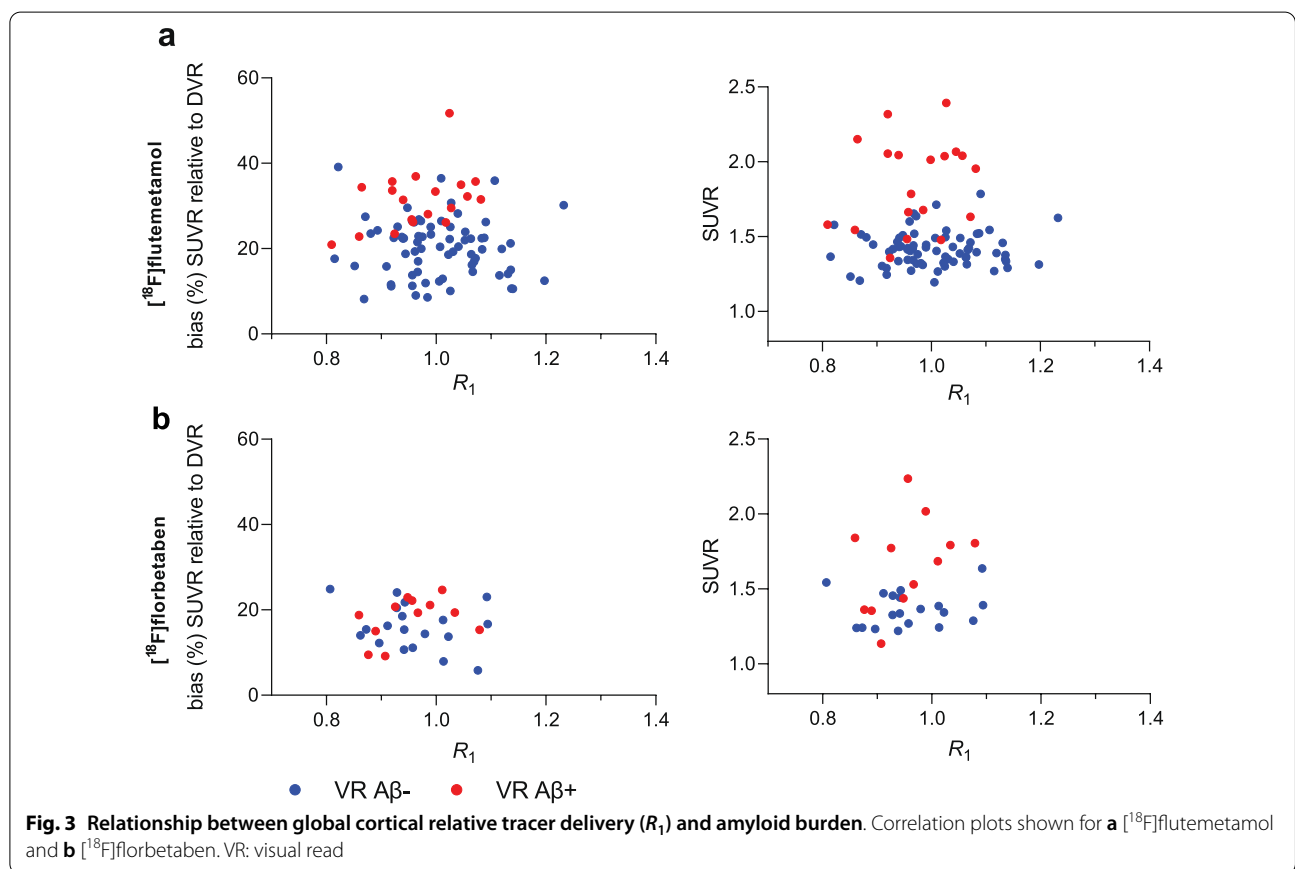 a
[¹⁸F]flutemetamol
bias (%) SUVR relative to DVR
60
40
20
0
0.8 1.0 1.2 1.4
R₁
SUVR
2.5
2.0
1.5
1.0
0.8 1.0 1.2 1.4
R₁
b
[¹⁸F]florbetaben
bias (%) SUVR relative to DVR
60
40
20
0
0.8 1.0 1.2 1.4
R₁
SUVR
2.5
2.0
1.5
1.0
0.8 1.0 1.2 1.4
R₁
VR Aβ- VR Aβ+
Fig. 3 Relationship between global cortical relative tracer delivery (R₁) and amyloid burden. Correlation plots shown for a [¹⁸F]flutemetamol
and b [¹⁸F]florbetaben. VR: visual read